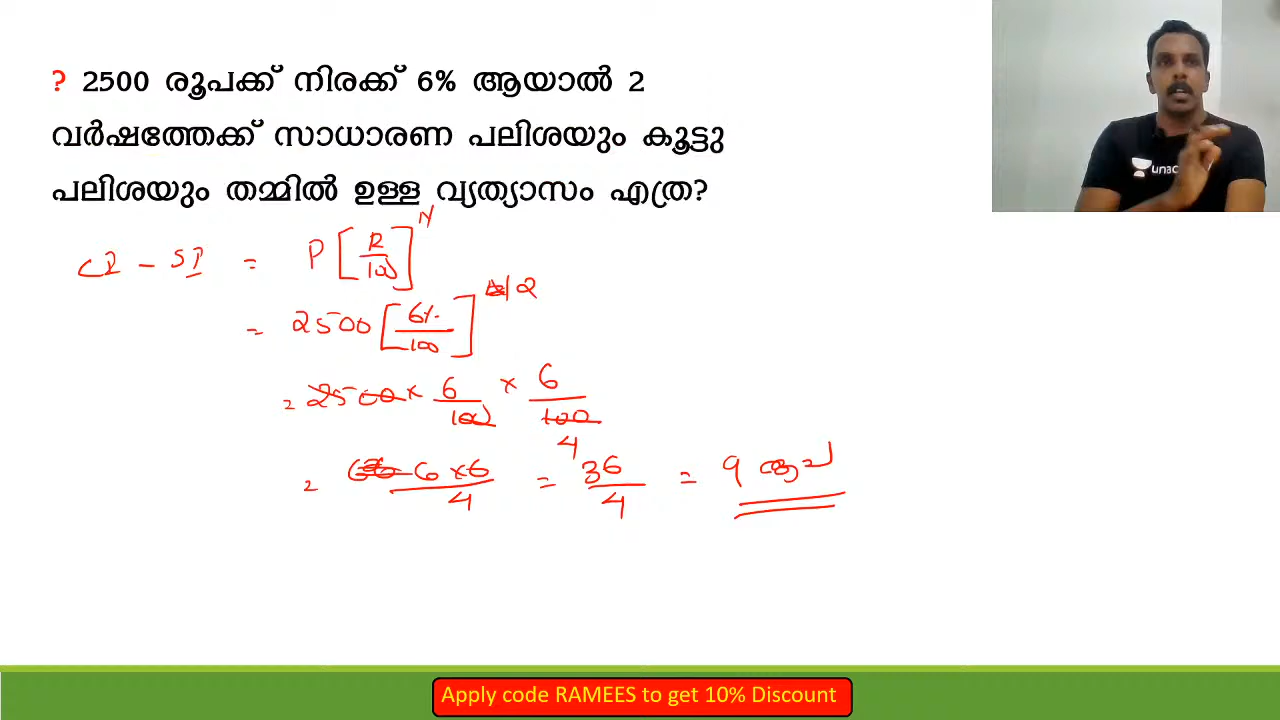 ? 2500 രൂപക്ക് നിരക്ക് 6% ആയാൽ 2
വർഷത്തേക്ക് സാധാരണ പലിശയും കൂട്ടു
പലിശയും തമ്മിൽ ഉള്ള വ്യത്യാസം എത്ര?
CI - SI = P [R/100]^N
= 2500 [6%/100]^2
= 2500 × 6/100 × 6/100 4
= 6×6/4 = 36/4 = 9 രൂപ
unac
Apply code RAMEES to get 10% Discount